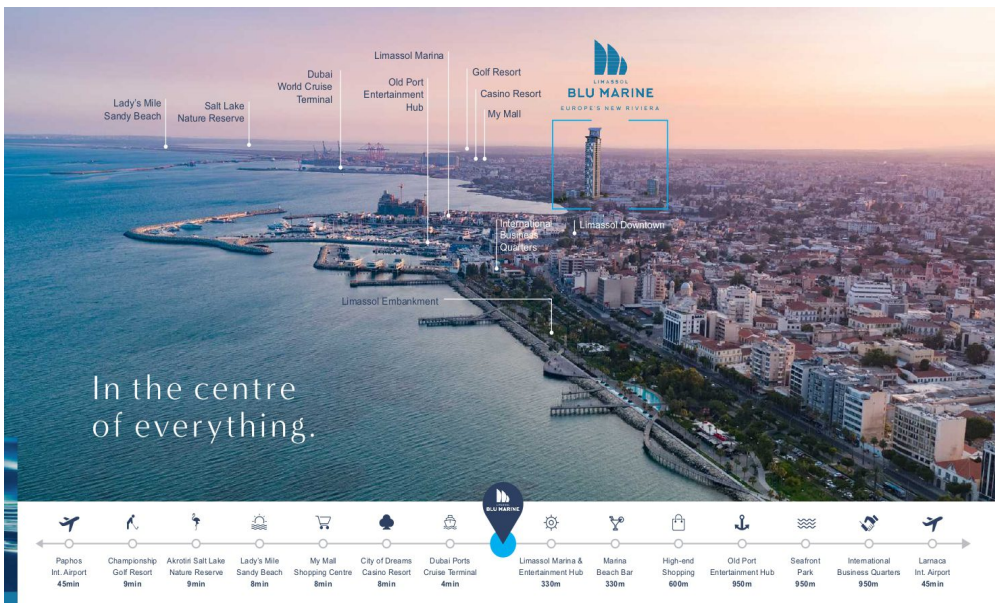 Lady's Mile
Sandy Beach
Salt Lake
Nature Reserve
Dubai
World Cruise
Terminal
Limassol Marina
Old Port
Entertainment
Hub
Golf Resort
Casino Resort
My Mall
LIMASSOL
BLU MARINE
EUROPE'S NEW RIVIERA
International
Business
Quarters
Limassol Downtown
Limassol Embankment
In the centre
of everything.
BLU MARINE
Paphos
Int. Airport
45min
Championship
Golf Resort
9min
Akrotiri Salt Lake
Nature Reserve
9min
Lady's Mile
Sandy Beach
8min
My Mall
Shopping Centre
8min
City of Dreams
Casino Resort
8min
Dubai Ports
Cruise Terminal
4min
Limassol Marina &
Entertainment Hub
330m
Marina
Beach Bar
330m
High-end
Shopping
600m
Old Port
Entertainment Hub
950m
Seafront
Park
950m
International
Business Quarters
950m
Larnaca
Int. Airport
45min